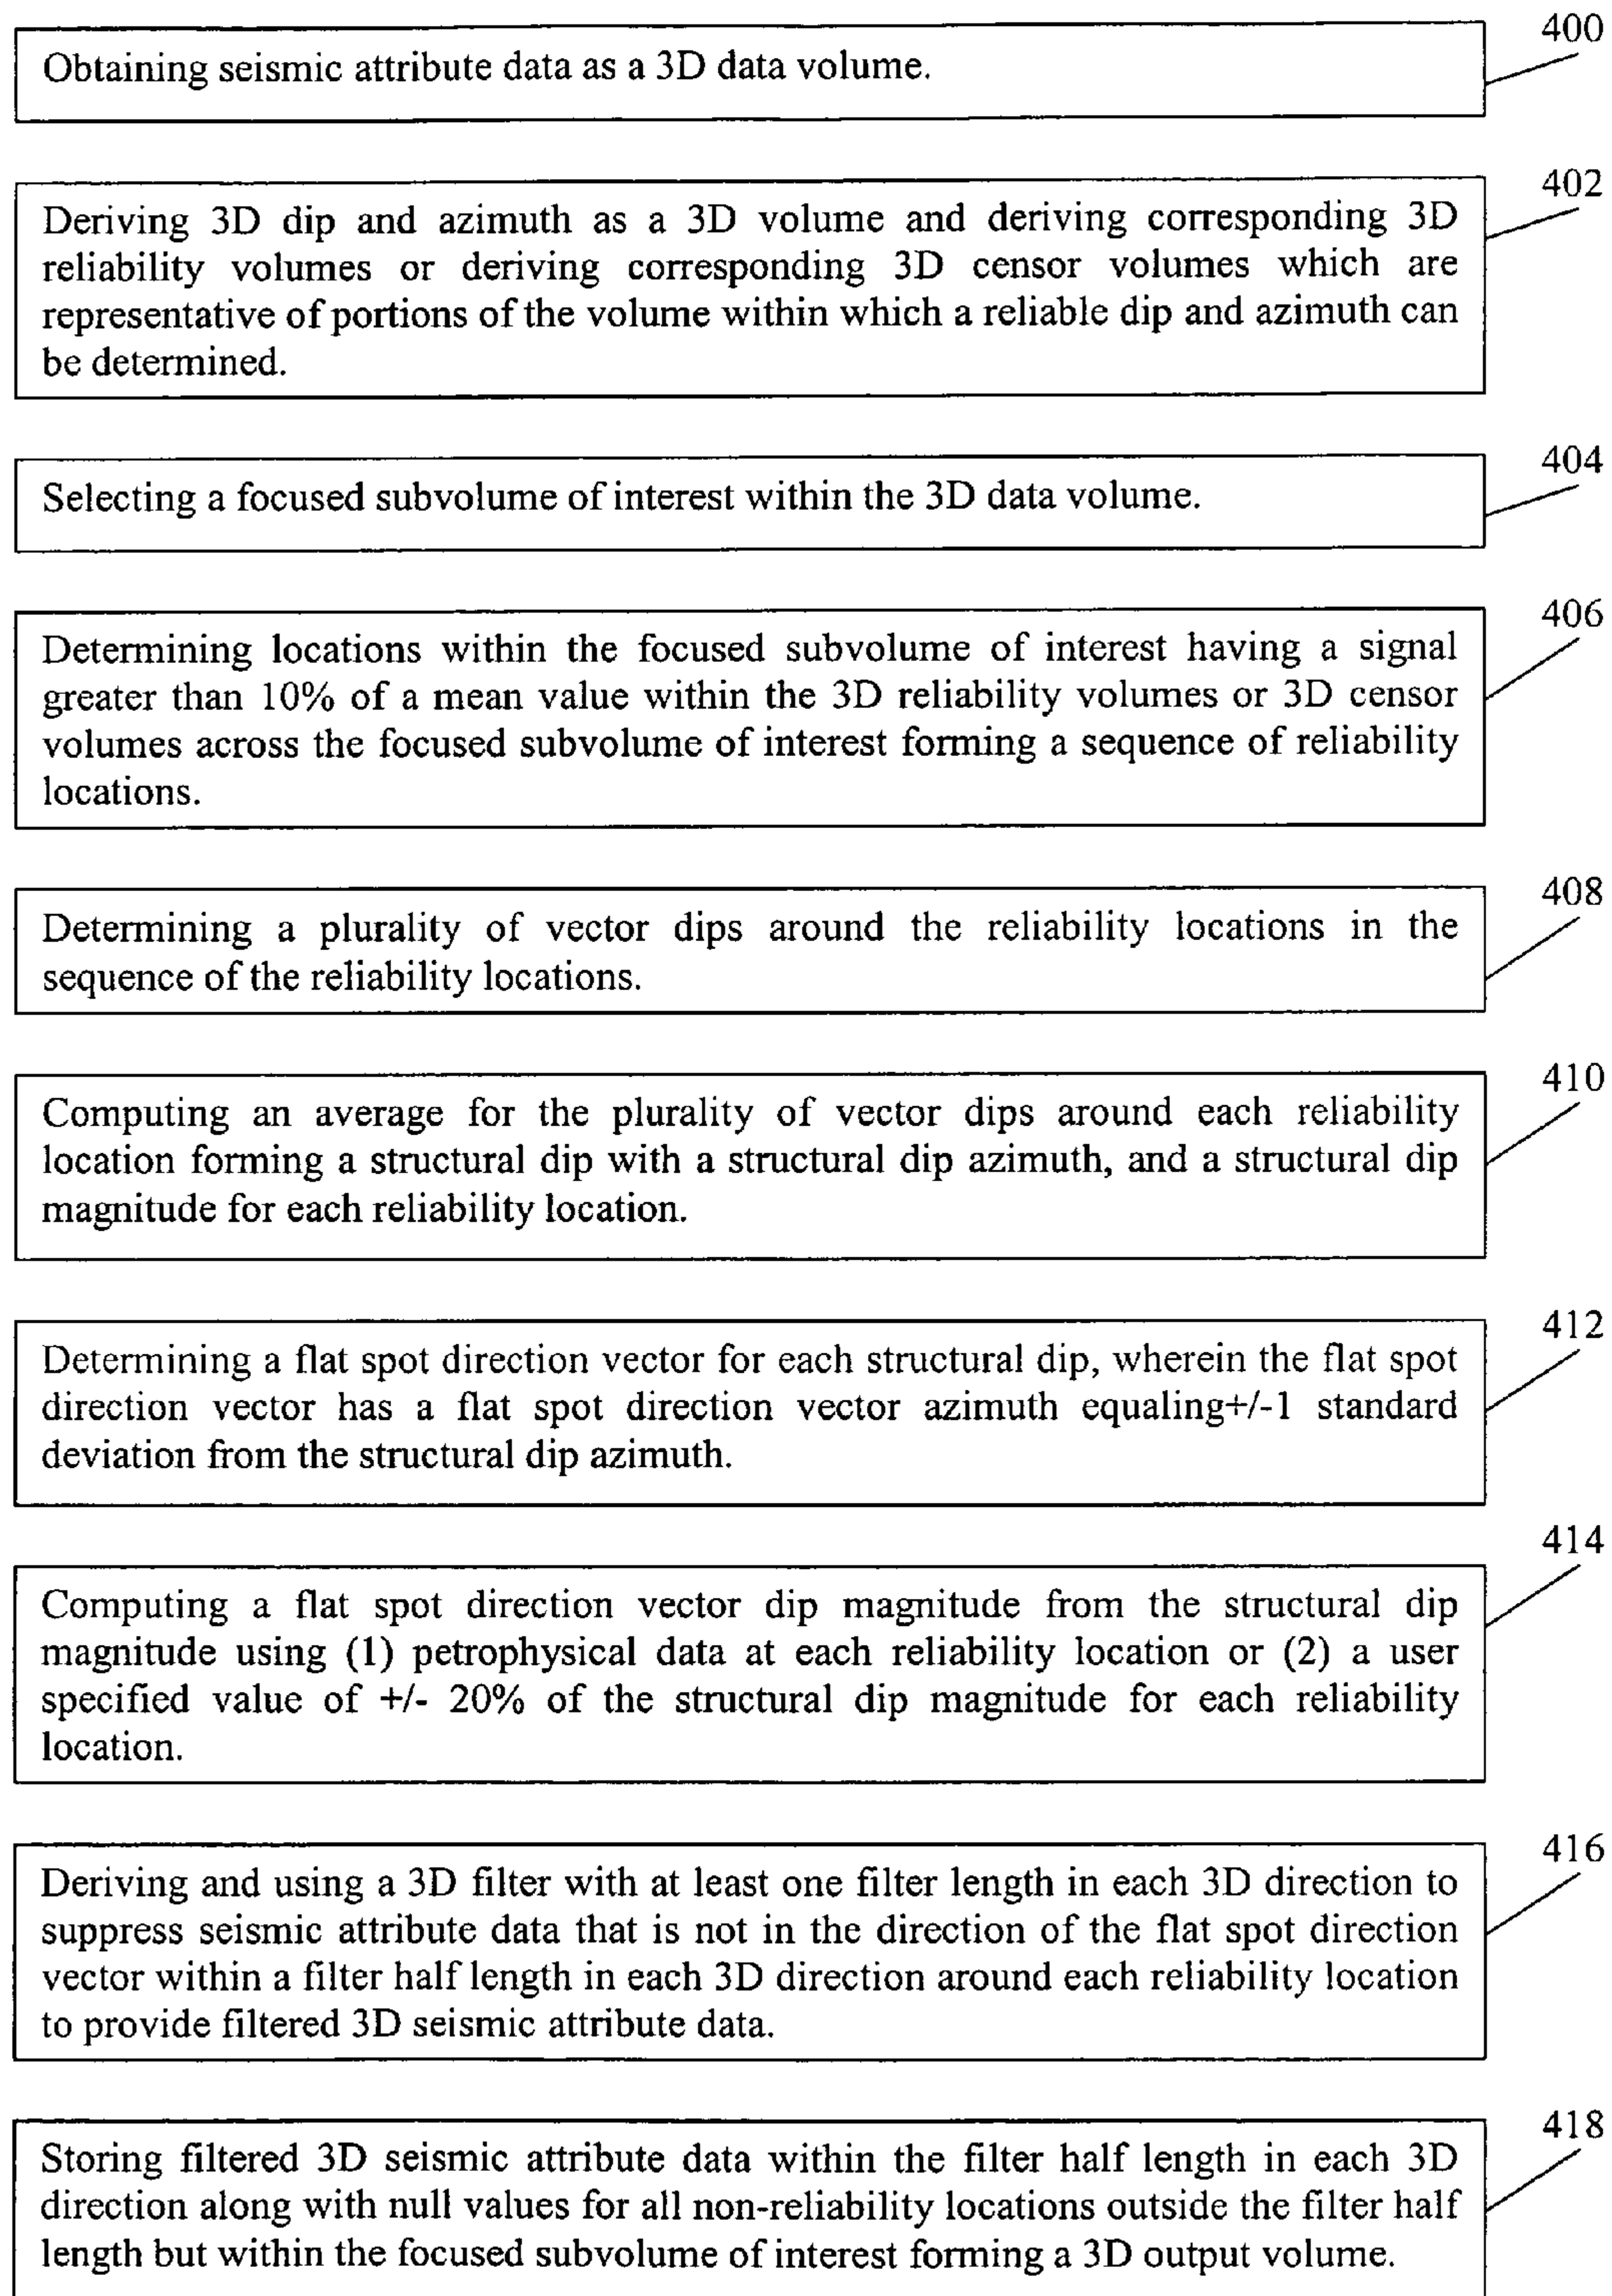 400
Obtaining seismic attribute data as a 3D data volume.
402
Deriving 3D dip and azimuth as a 3D volume and deriving corresponding 3D
reliability volumes or deriving corresponding 3D censor volumes which are
representative of portions of the volume within which a reliable dip and azimuth can
be determined.
404
Selecting a focused subvolume of interest within the 3D data volume.
406
Determining locations within the focused subvolume of interest having a signal
greater than 10% of a mean value within the 3D reliability volumes or 3D censor
volumes across the focused subvolume of interest forming a sequence of reliability
locations.
408
Determining a plurality of vector dips around the reliability locations in the
sequence of the reliability locations.
410
Computing an average for the plurality of vector dips around each reliability
location forming a structural dip with a structural dip azimuth, and a structural dip
magnitude for each reliability location.
412
Determining a flat spot direction vector for each structural dip, wherein the flat spot
direction vector has a flat spot direction vector azimuth equaling+/-1 standard
deviation from the structural dip azimuth.
414
Computing a flat spot direction vector dip magnitude from the structural dip
magnitude using (1) petrophysical data at each reliability location or (2) a user
specified value of +/- 20% of the structural dip magnitude for each reliability
location.
416
Deriving and using a 3D filter with at least one filter length in each 3D direction to
suppress seismic attribute data that is not in the direction of the flat spot direction
vector within a filter half length in each 3D direction around each reliability location
to provide filtered 3D seismic attribute data.
418
Storing filtered 3D seismic attribute data within the filter half length in each 3D
direction along with null values for all non-reliability locations outside the filter half
length but within the focused subvolume of interest forming a 3D output volume.